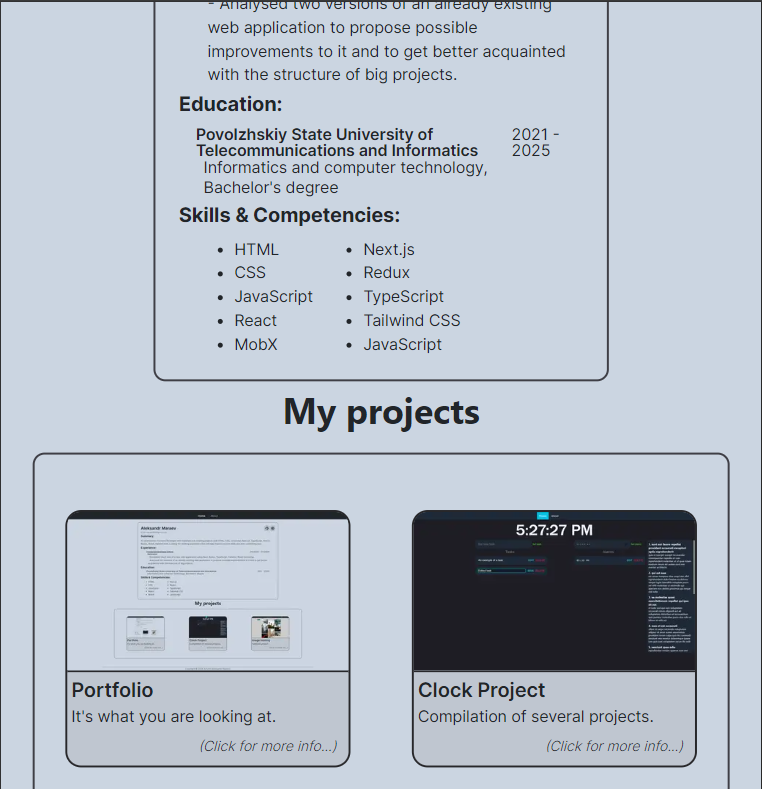 - Analysed two versions of an already existing
web application to propose possible
improvements to it and to get better acquainted
with the structure of big projects.
Education:
Povolzhskiy State University of
Telecommunications and Informatics
2021 -
2025
Informatics and computer technology,
Bachelor's degree
Skills & Competencies:
HTML
CSS
JavaScript
React
MobX
Next.js
Redux
TypeScript
Tailwind CSS
JavaScript
My projects
My projects
Portfolio
It's what you are looking at.
(Click for more info...)
5:27:27 PM
Clock Project
Compilation of several projects.
(Click for more info...)